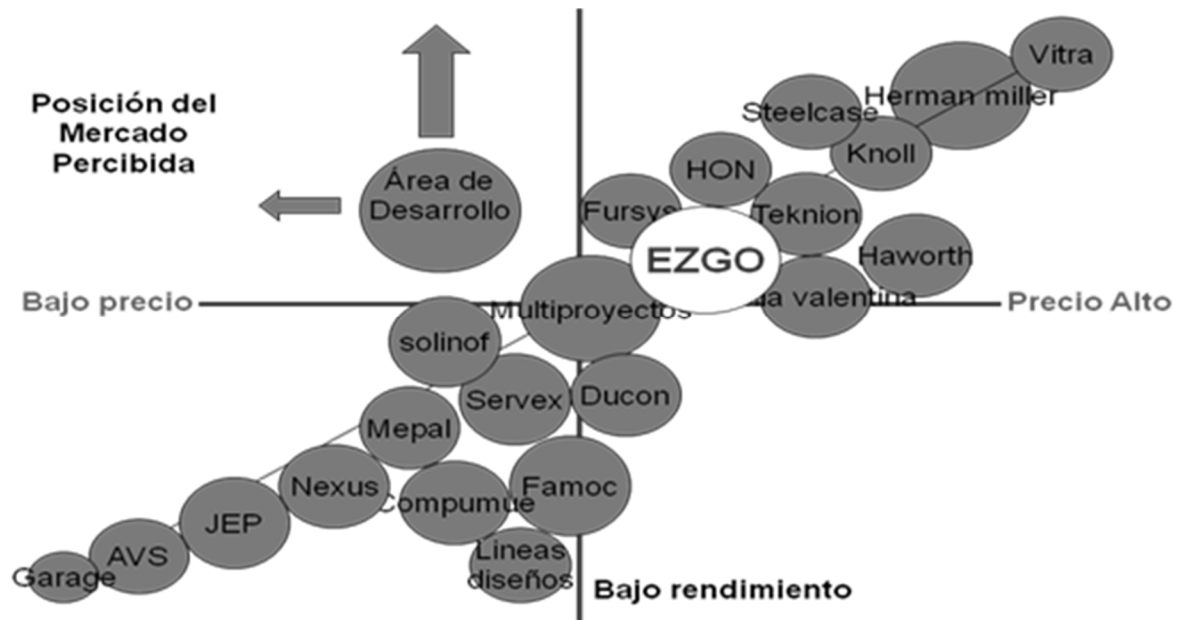 Posición del
Mercado
Percibida
Área de
Desarrollo
Vitra
Herman miller
Steelcase
Knoll
HON
Fursys
Teknion
EZGO
Haworth
Bajo precio
Multiproyectos
valentina
Precio Alto
solinof
Servex
Ducon
Mepal
Nexus
Compumue
Famoc
JEP
AVS
Garage
Lineas
diseños
Bajo rendimiento